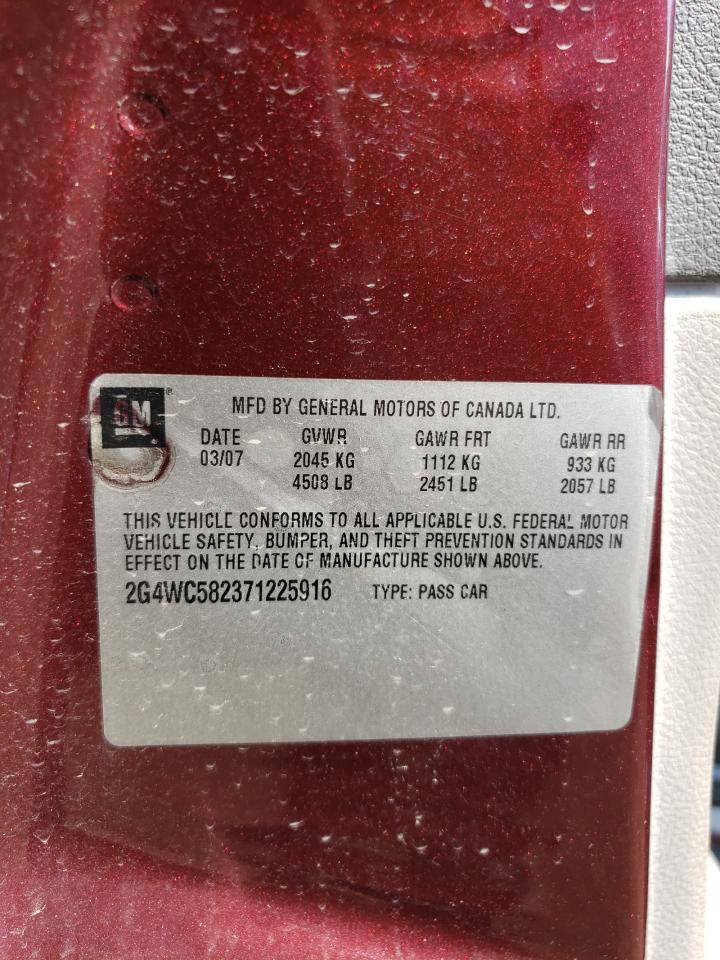 GM ®
MFD BY GENERAL MOTORS OF CANADA LTD.
DATE GVWR GAWR FRT GAWR RR
03/07 2045 KG 1112 KG 933 KG
4508 LB 2451 LB 2057 LB
THIS VEHICLE CONFORMS TO ALL APPLICABLE U.S. FEDERAL MOTOR
VEHICLE SAFETY, BUMPER, AND THEFT PREVENTION STANDARDS IN
EFFECT ON THE DATE OF MANUFACTURE SHOWN ABOVE.
2G4WC582371225916 TYPE: PASS CAR